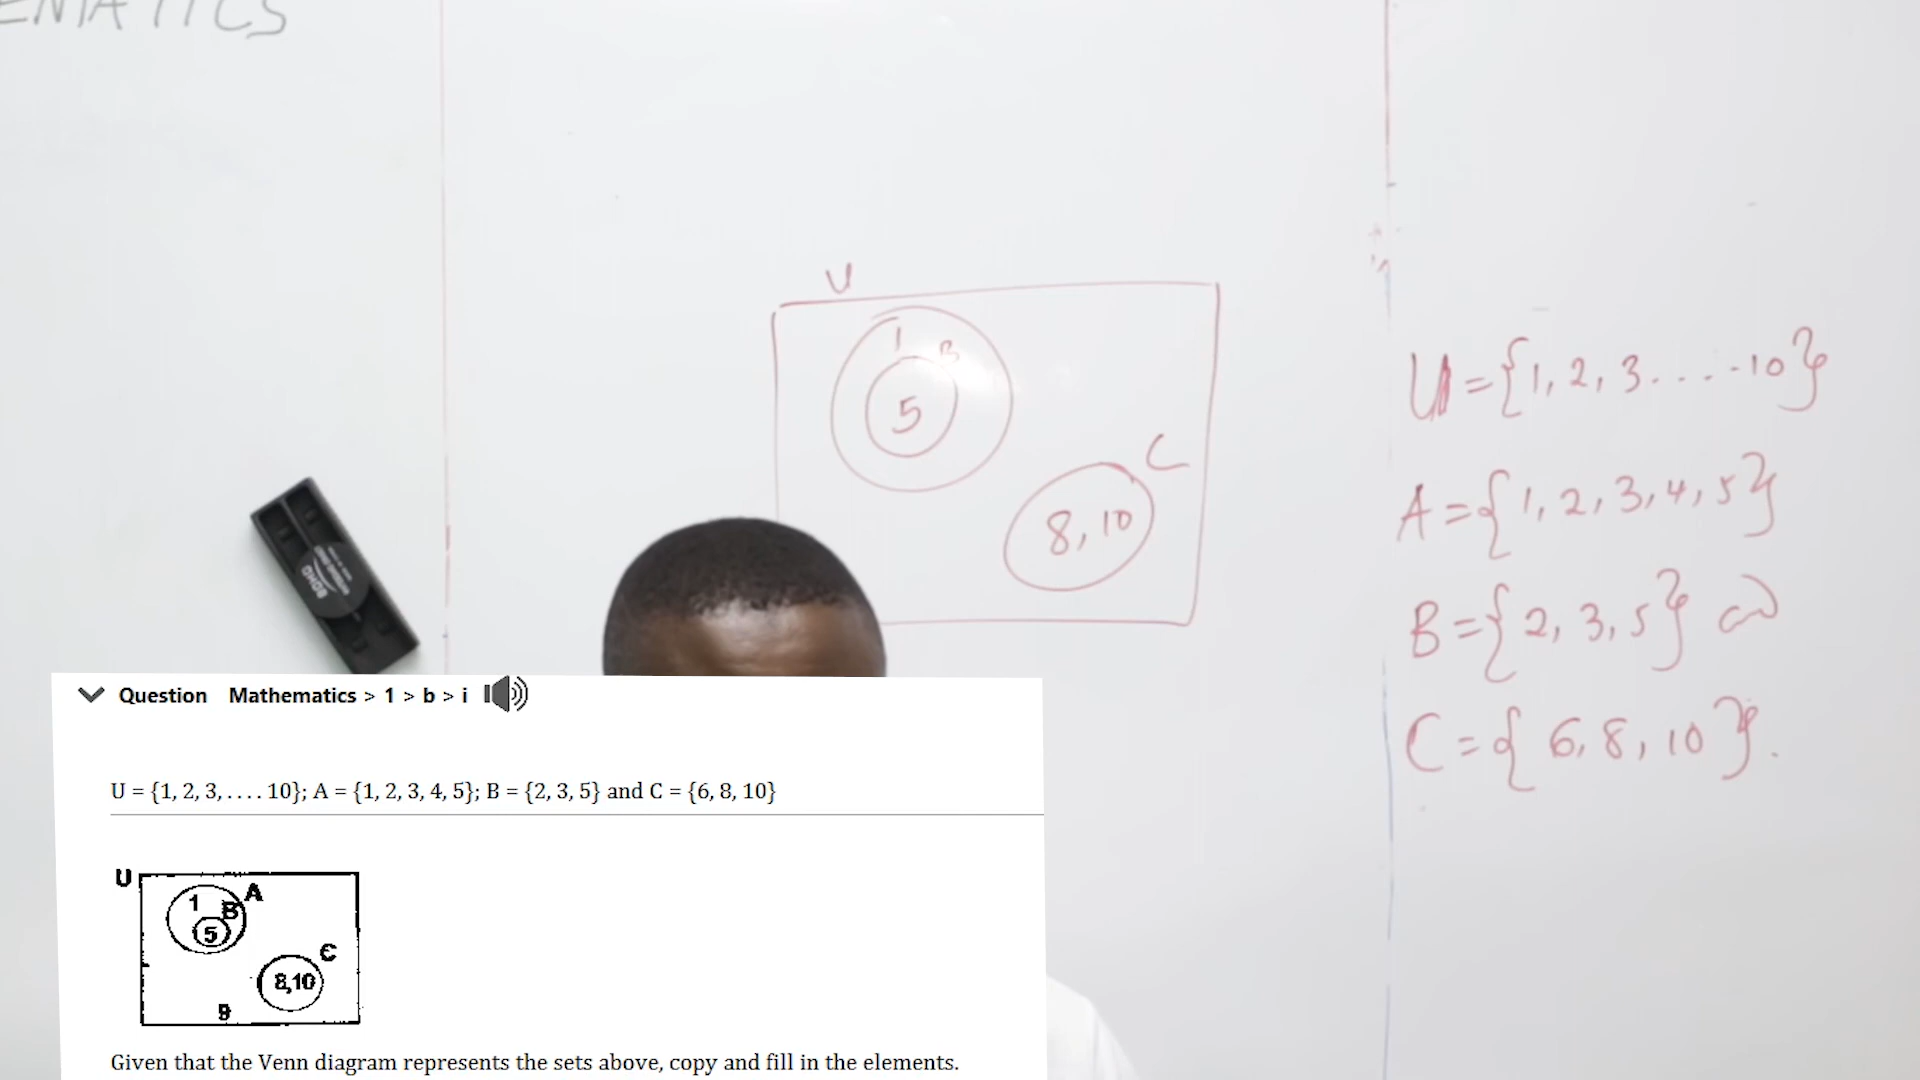 U
1
B
5
C
8, 10
U = {1, 2, 3.....10}
A = {1, 2, 3, 4, 5}
B = {2, 3, 5} and
C = {6, 8, 10}.
Question Mathematics > 1 > b > i
U = {1, 2, 3, .... 10}; A = {1, 2, 3, 4, 5}; B = {2, 3, 5} and C = {6, 8, 10}
U
A
1
B
5
C
8,10
9
Given that the Venn diagram represents the sets above, copy and fill in the elements.